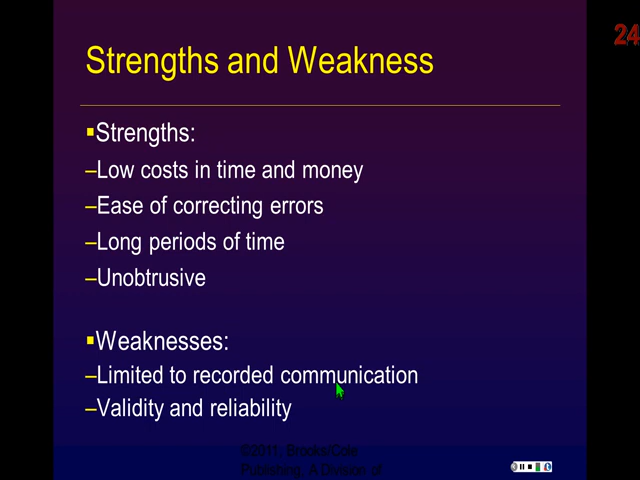 24
Strengths and Weakness
▪Strengths:
–Low costs in time and money
–Ease of correcting errors
–Long periods of time
–Unobtrusive
▪Weaknesses:
–Limited to recorded communication
–Validity and reliability
©2011, Brooks/Cole
Publishing, A Division of